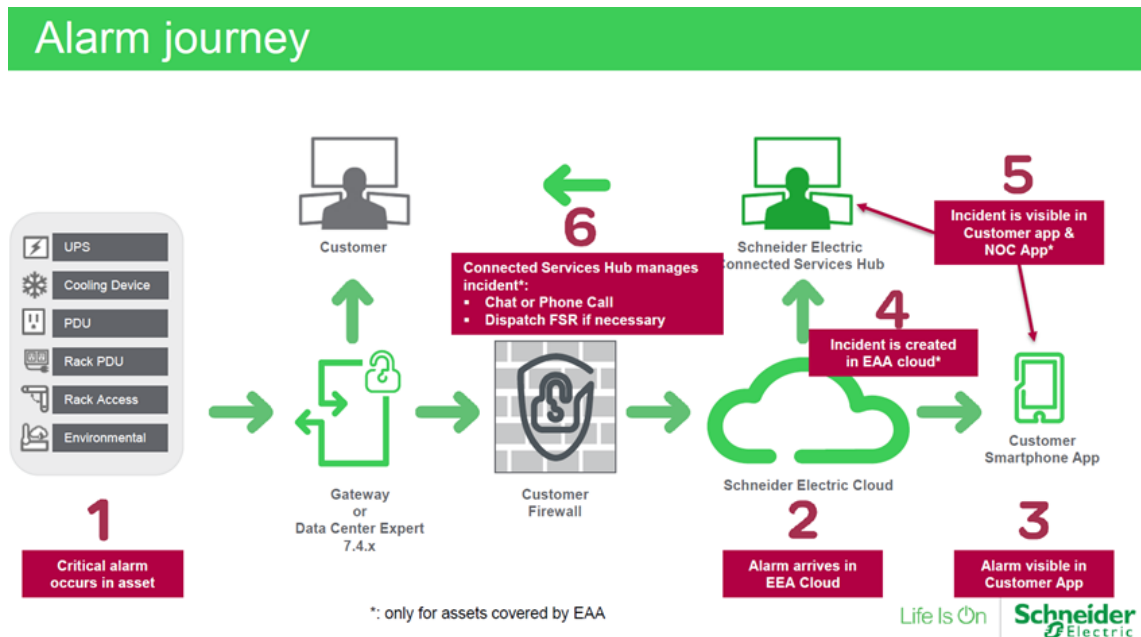 Alarm journey
UPS
Cooling Device
PDU
Rack PDU
Rack Access
Environmental
1
Critical alarm
occurs in asset
Customer
Gateway
or
Data Center Expert
7.4.x
6
Connected Services Hub manages
incident*:
▪ Chat or Phone Call
▪ Dispatch FSR if necessary
Customer
Firewall
Schneider Electric
Connected Services Hub
5
Incident is visible in
Customer app &
NOC App*
4
Incident is created
in EAA cloud*
Schneider Electric Cloud
Customer
Smartphone App
2
Alarm arrives in
EEA Cloud
3
Alarm visible in
Customer App
*: only for assets covered by EAA
Life Is On
Schneider
Electric